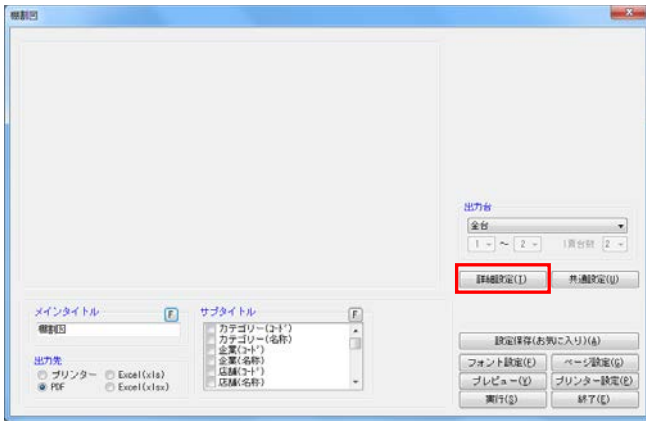 棚割図
出力台
全台
1 ～ 2 1頁台数 2
詳細設定(I) 共通設定(U)
メインタイトル F サブタイトル F
棚割図
カテゴリー(コード)
カテゴリー(名称)
企業(コード)
企業(名称)
店舗(コード)
店舗(名称)
出力先
プリンター Excel(xls)
PDF Excel(xlsx)
設定保存(お気に入り)(A)
フォント設定(F) ページ設定(G)
プレビュー(V) プリンター設定(P)
実行(S) 終了(E)